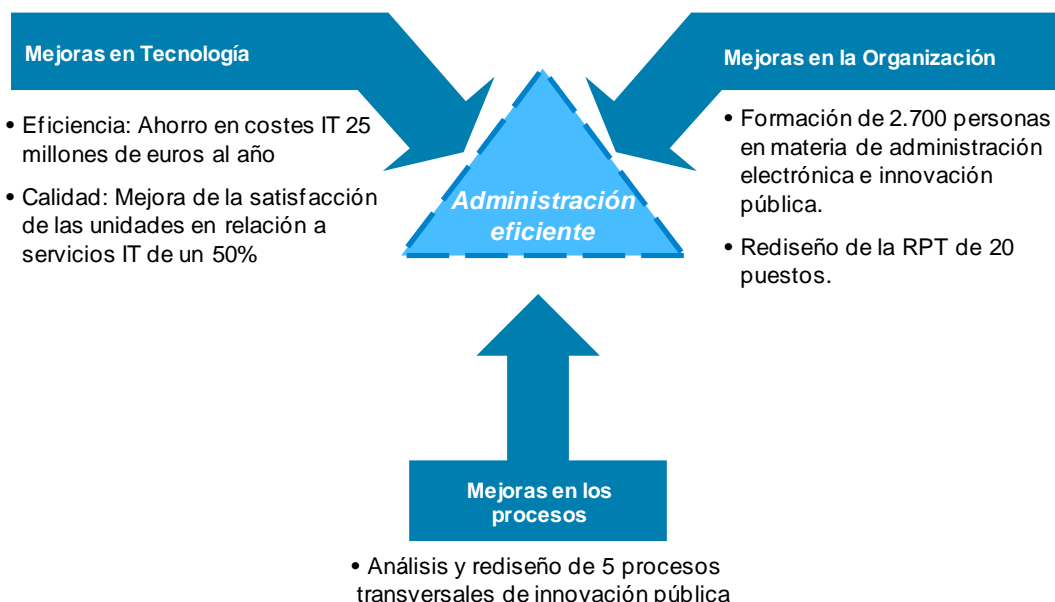 Mejoras en Tecnología
• Eficiencia: Ahorro en costes IT 25
millones de euros al año
• Calidad: Mejora de la satisfacción
de las unidades en relación a
servicios IT de un 50%
Mejoras en la Organización
• Formación de 2.700 personas
en materia de administración
electrónica e innovación
pública.
• Rediseño de la RPT de 20
puestos.
Administración
eficiente
Mejoras en los
procesos
• Análisis y rediseño de 5 procesos
transversales de innovación pública